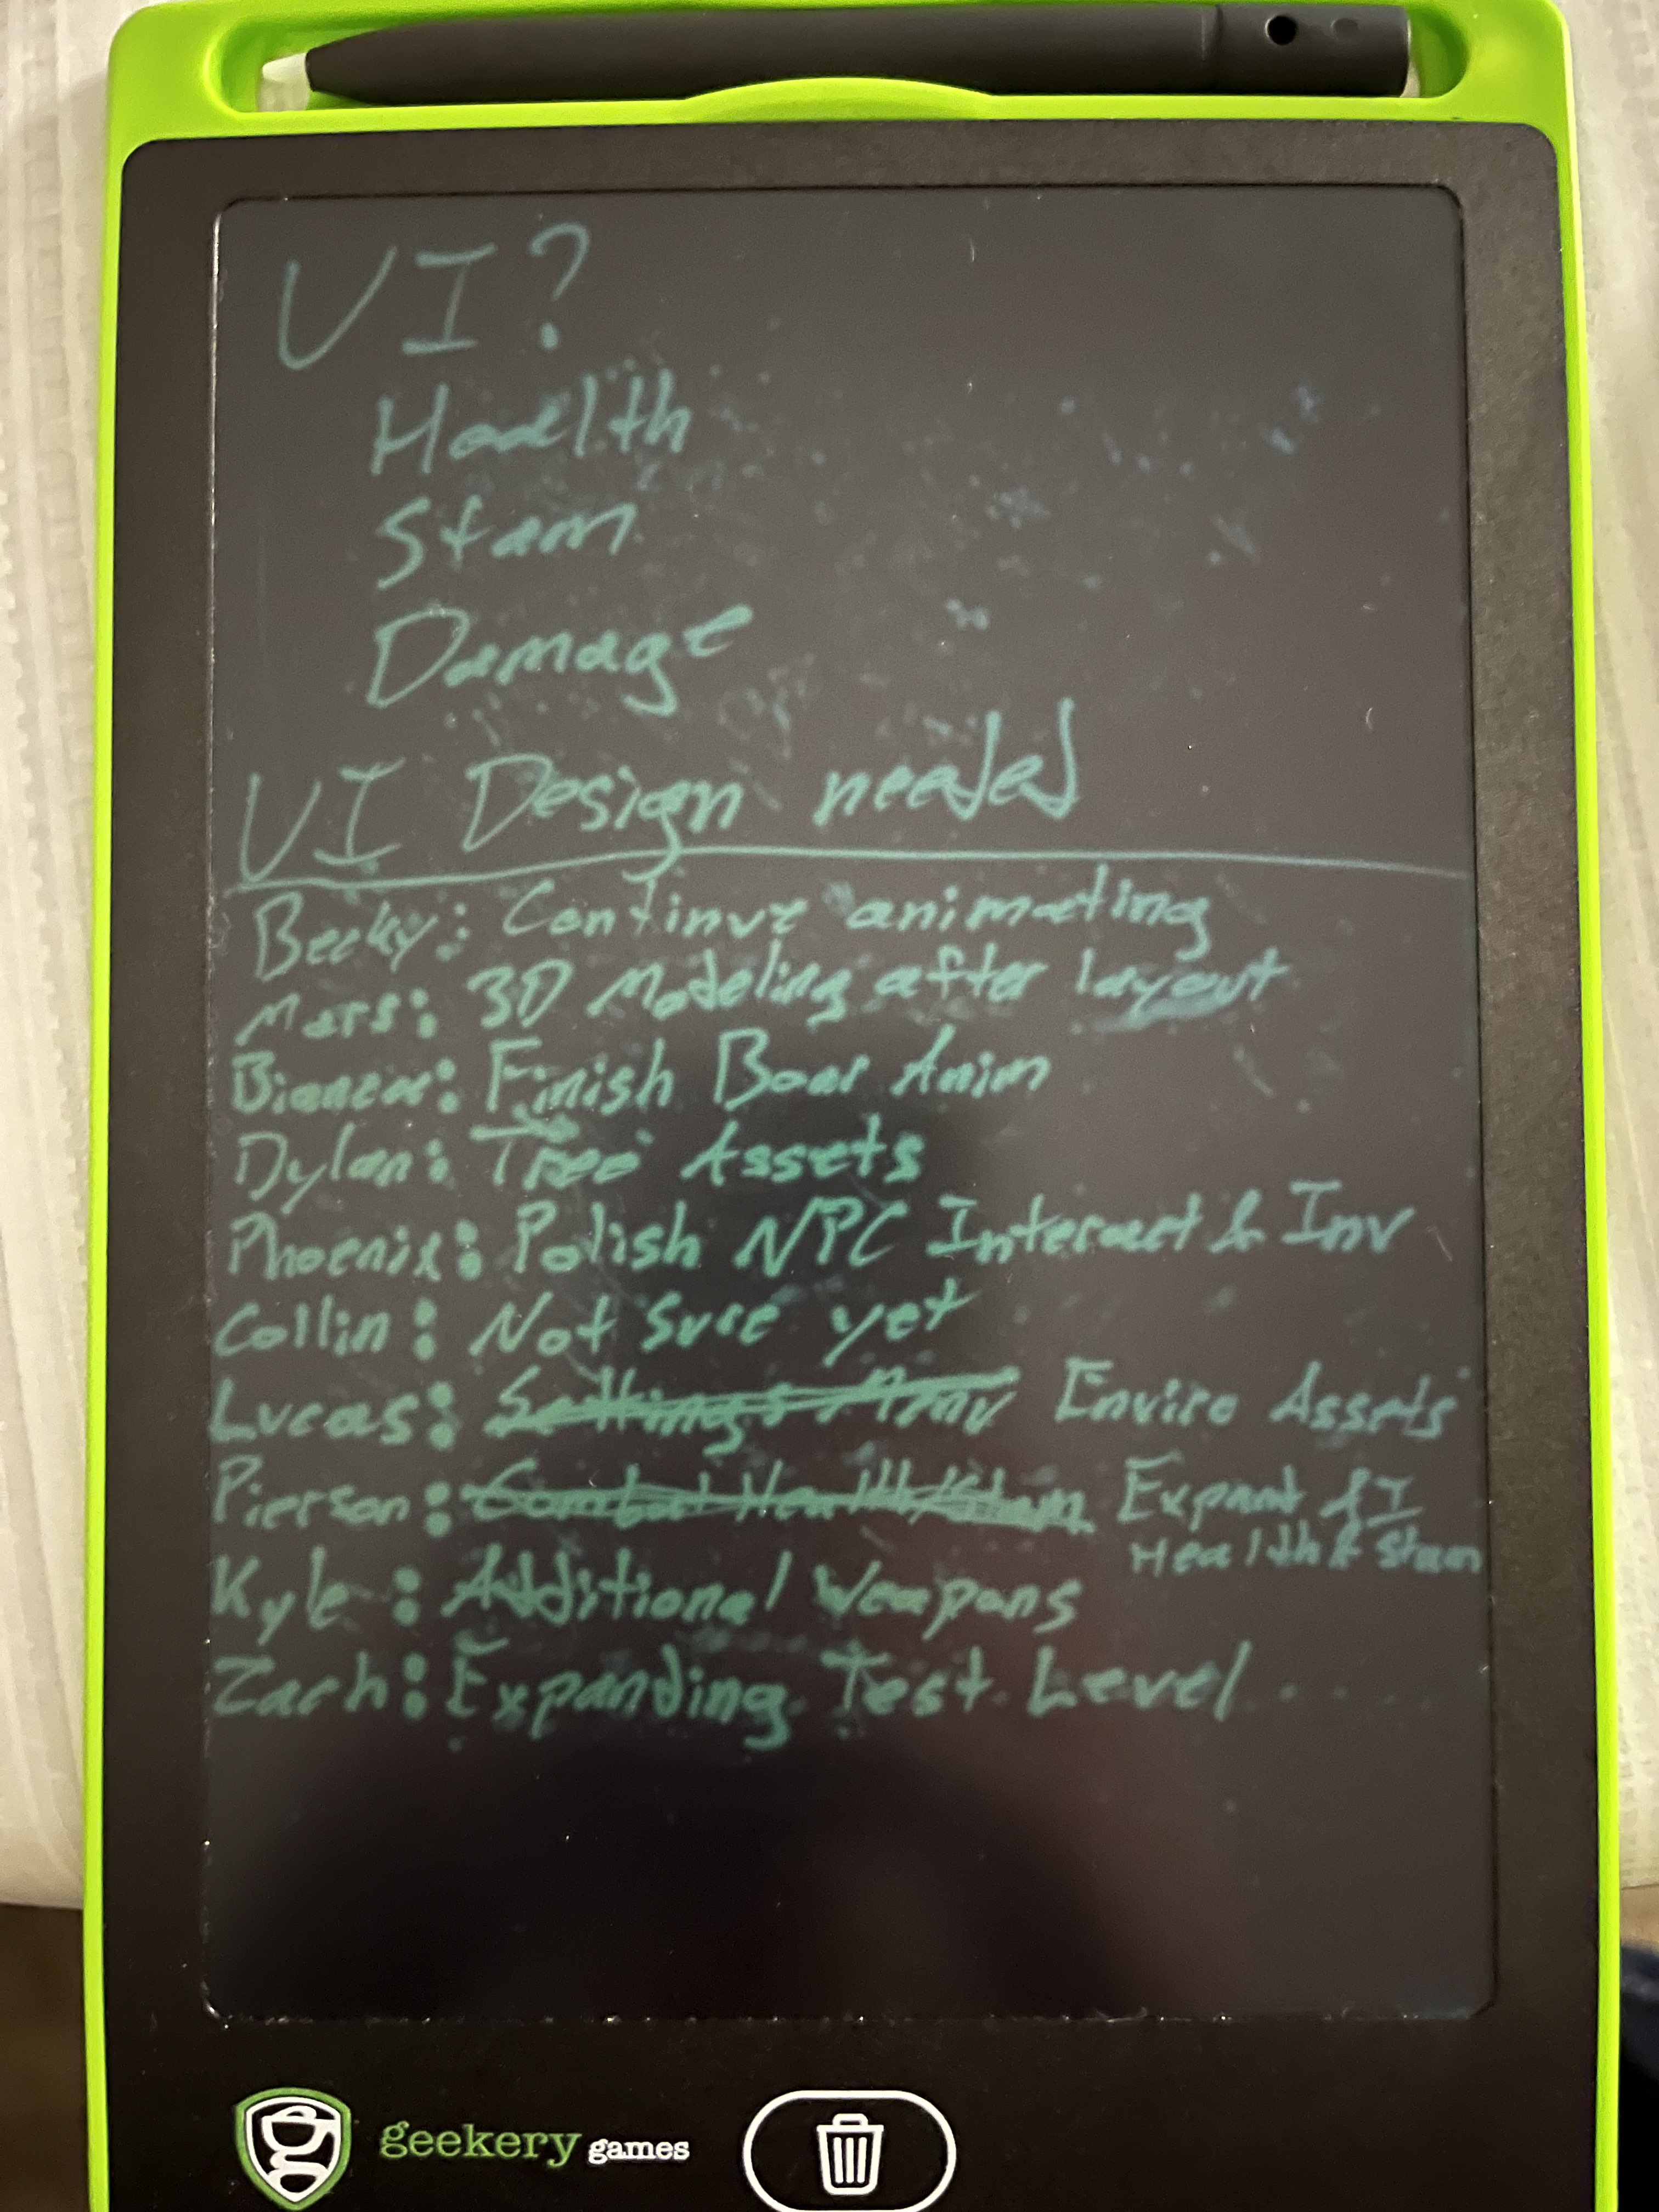 UI?
Health
Stam
Damage
UI Design needed
Becky: Continue animating
Mars: 3D Modeling after layout
Bianca: Finish Boar Anim
Dylan: Tree Assets
Phoenix: Polish NPC Interact & Inv
Collin: Not sure yet
Lucas: Settings Enviro Assets
Pierson: Combat Health/Stam Expand
Health & Stam
Kyle: Additional Weapons
Zach: Expanding Test Level
geekery games